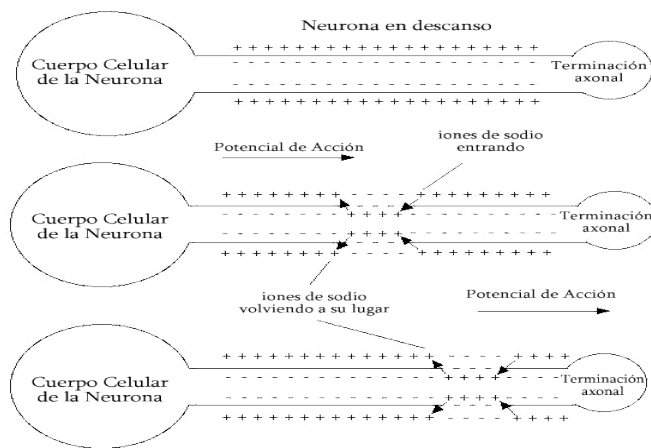 Neurona en descanso
Cuerpo Celular
de la Neurona
Terminación
axonal
Potencial de Acción
iones de sodio
entrando
Cuerpo Celular
de la Neurona
Terminación
axonal
iones de sodio
volviendo a su lugar
Potencial de Acción
Cuerpo Celular
de la Neurona
Terminación
axonal